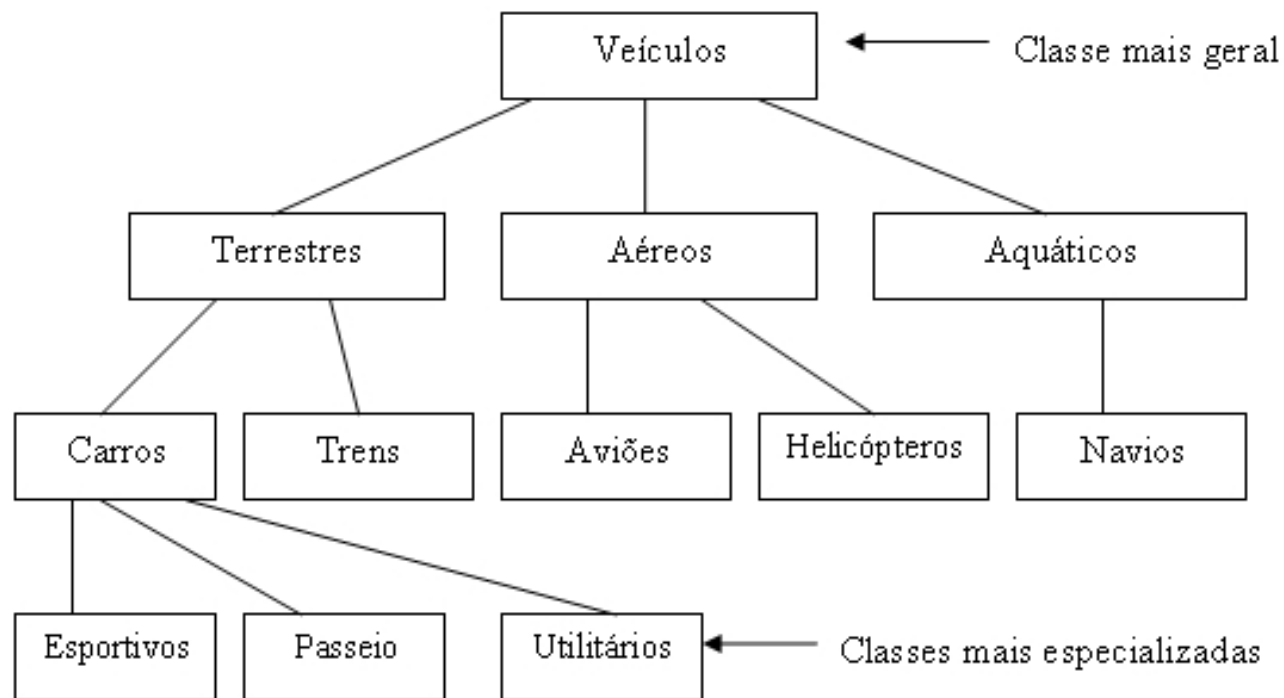 Veículos
Classe mais geral
Terrestres
Aéreos
Aquáticos
Carros
Trens
Aviões
Helicópteros
Navios
Esportivos
Passeio
Utilitários
Classes mais especializadas